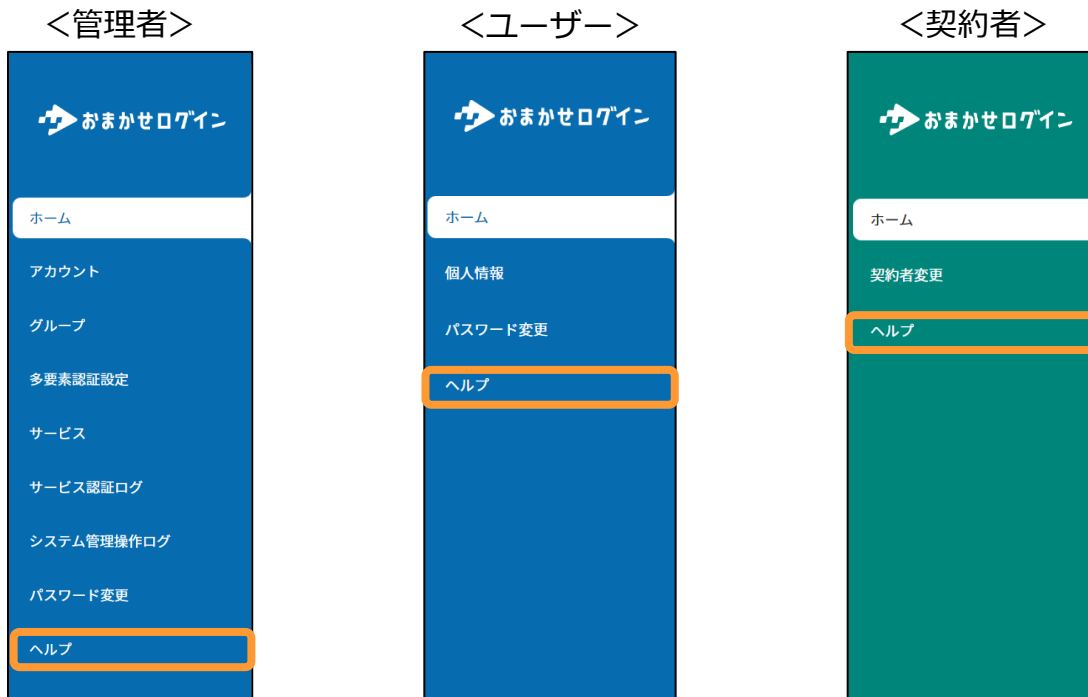 ＜管理者＞
おまかせログイン
ホーム
アカウント
グループ
多要素認証設定
サービス
サービス認証ログ
システム管理操作ログ
パスワード変更
ヘルプ
＜ユーザー＞
おまかせログイン
ホーム
個人情報
パスワード変更
ヘルプ
＜契約者＞
おまかせログイン
ホーム
契約者変更
ヘルプ